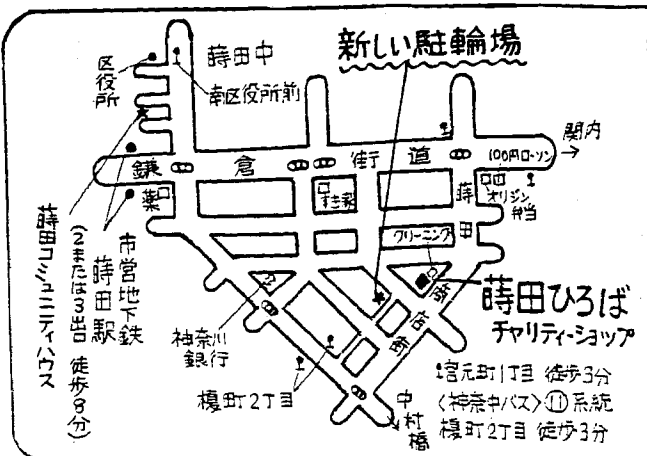 新しい駐輪場
蒔田中
区役所
南区役所前
鎌倉街道
関内
100円ローソン
オリジン
弁当
薬
すき家
クリーニング
蒔田商店街
蒔田ひろば
チャリティーショップ
宮元町1丁目 徒歩3分
〈神奈中バス〉⑪系統
榎町2丁目 徒歩3分
神奈川
銀行
榎町2丁目
中村橋
市営地下鉄
蒔田駅
(2または3出口 徒歩8分)
蒔田コミュニティハウス